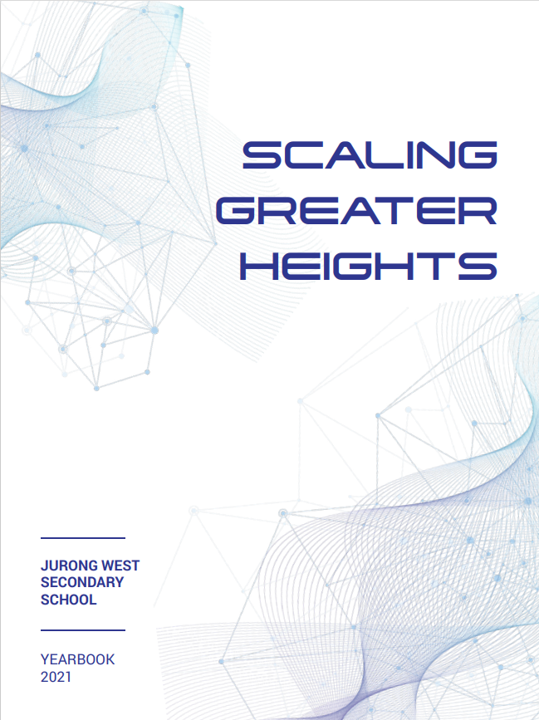 SCALING
GREATER
HEIGHTS
JURONG WEST
SECONDARY
SCHOOL
YEARBOOK
2021